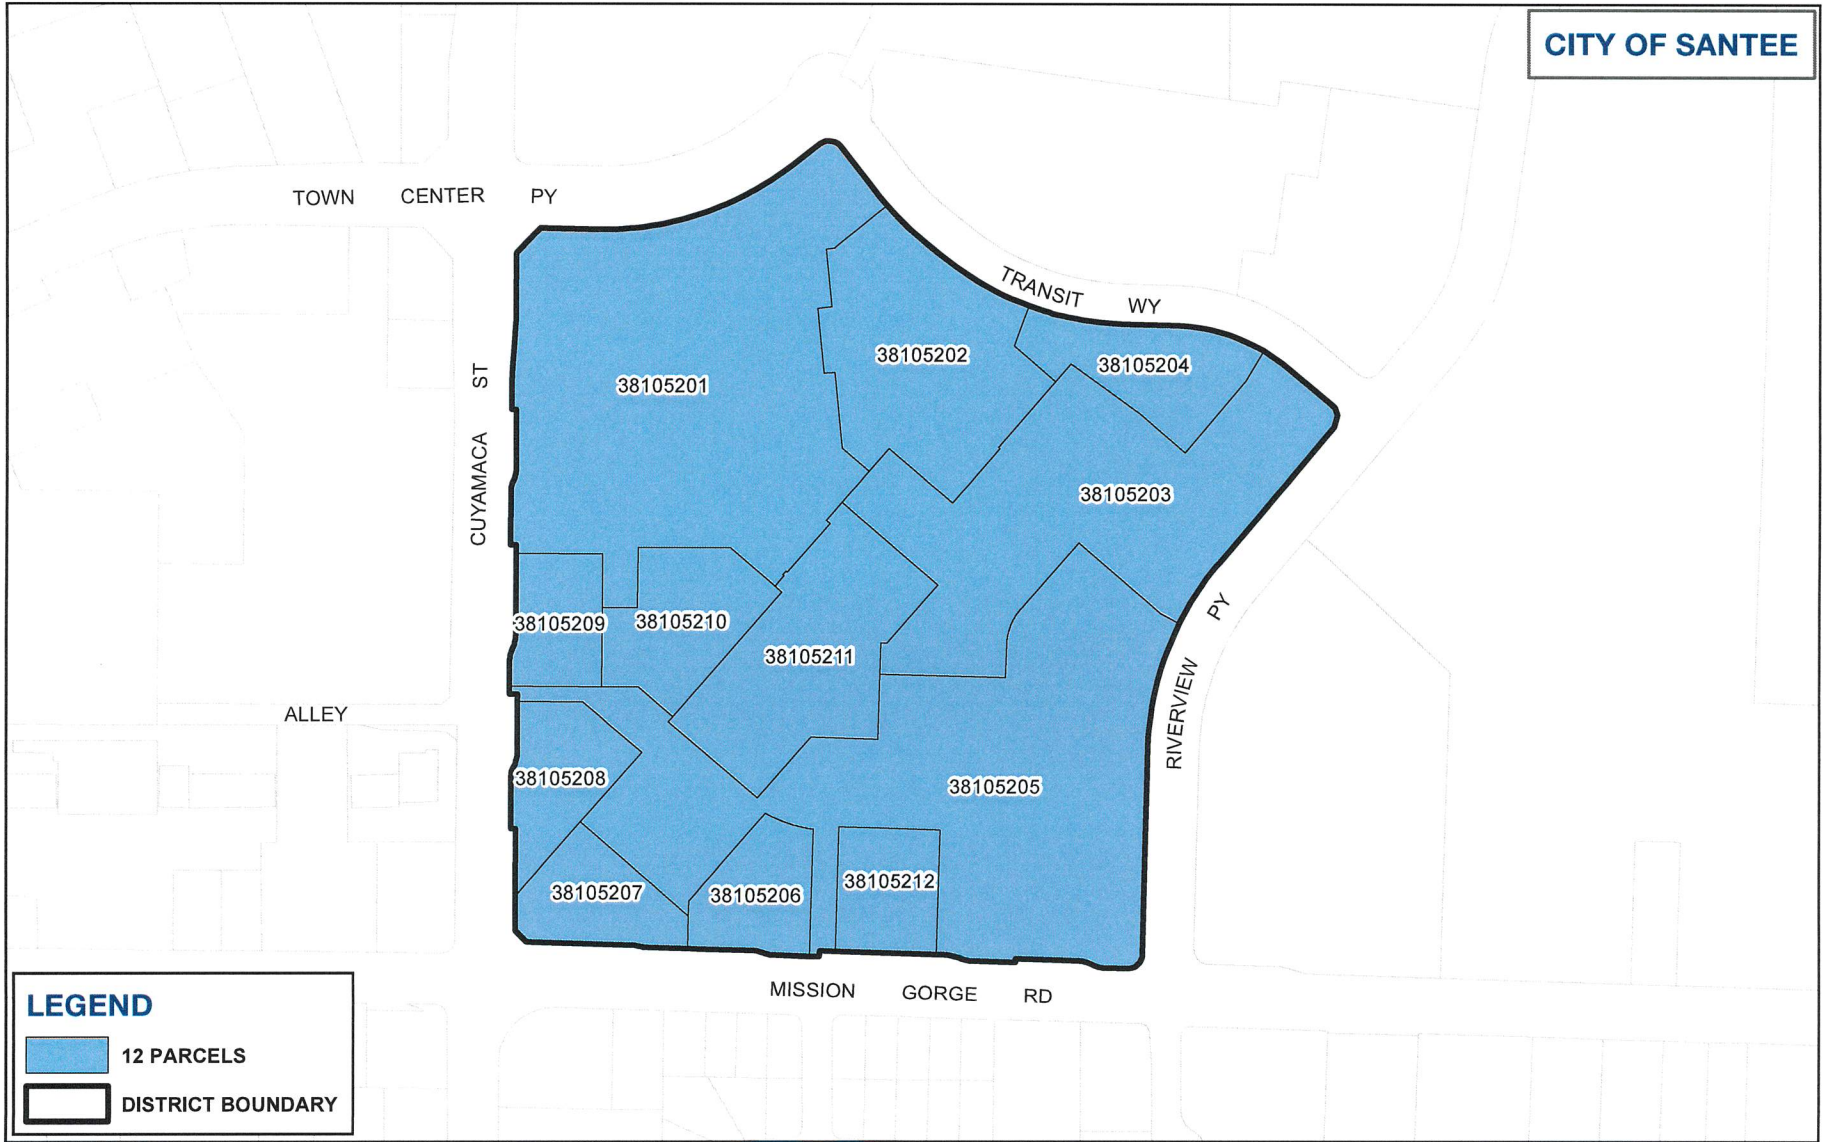 CITY OF SANTEE
TOWN CENTER PY
TRANSIT WY
38105202
38105204
38105201
CUYAMACA ST
38105203
38105209
38105210
38105211
RIVERVIEW PY
ALLEY
38105208
38105205
38105207
38105206
38105212
MISSION GORGE RD
LEGEND
12 PARCELS
DISTRICT BOUNDARY